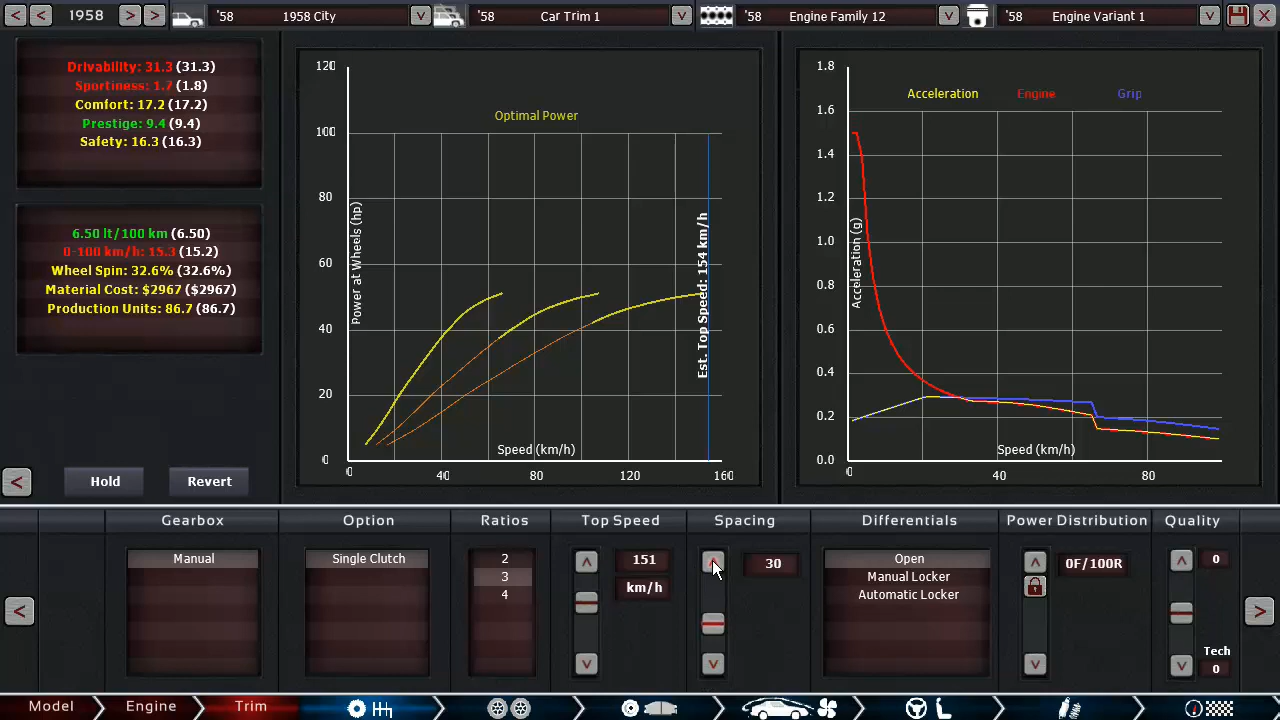 1958
'58 1958 City
'58 Car Trim 1
'58 Engine Family 12
'58 Engine Variant 1
Drivability: 31.3 (31.3)
Sportiness: 1.7 (1.8)
Comfort: 17.2 (17.2)
Prestige: 9.4 (9.4)
Safety: 16.3 (16.3)
6.50 lt/100 km (6.50)
0-100 km/h: 15.3 (15.2)
Wheel Spin: 32.6% (32.6%)
Material Cost: $2967 ($2967)
Production Units: 86.7 (86.7)
Hold
Revert
Optimal Power
120
100
80
60
40
20
0
Power at Wheels (hp)
Est. Top Speed: 154 km/h
Speed (km/h)
0 40 80 120 160
Acceleration Engine Grip
1.8
1.6
1.4
1.2
1.0
0.8
0.6
0.4
0.2
0.0
Acceleration (g)
Speed (km/h)
0 40 80
Gearbox
Manual
Option
Single Clutch
Ratios
2
3
4
Top Speed
151
km/h
Spacing
30
Differentials
Open
Manual Locker
Automatic Locker
Power Distribution
0F/100R
Quality
0
Tech
0
Model
Engine
Trim